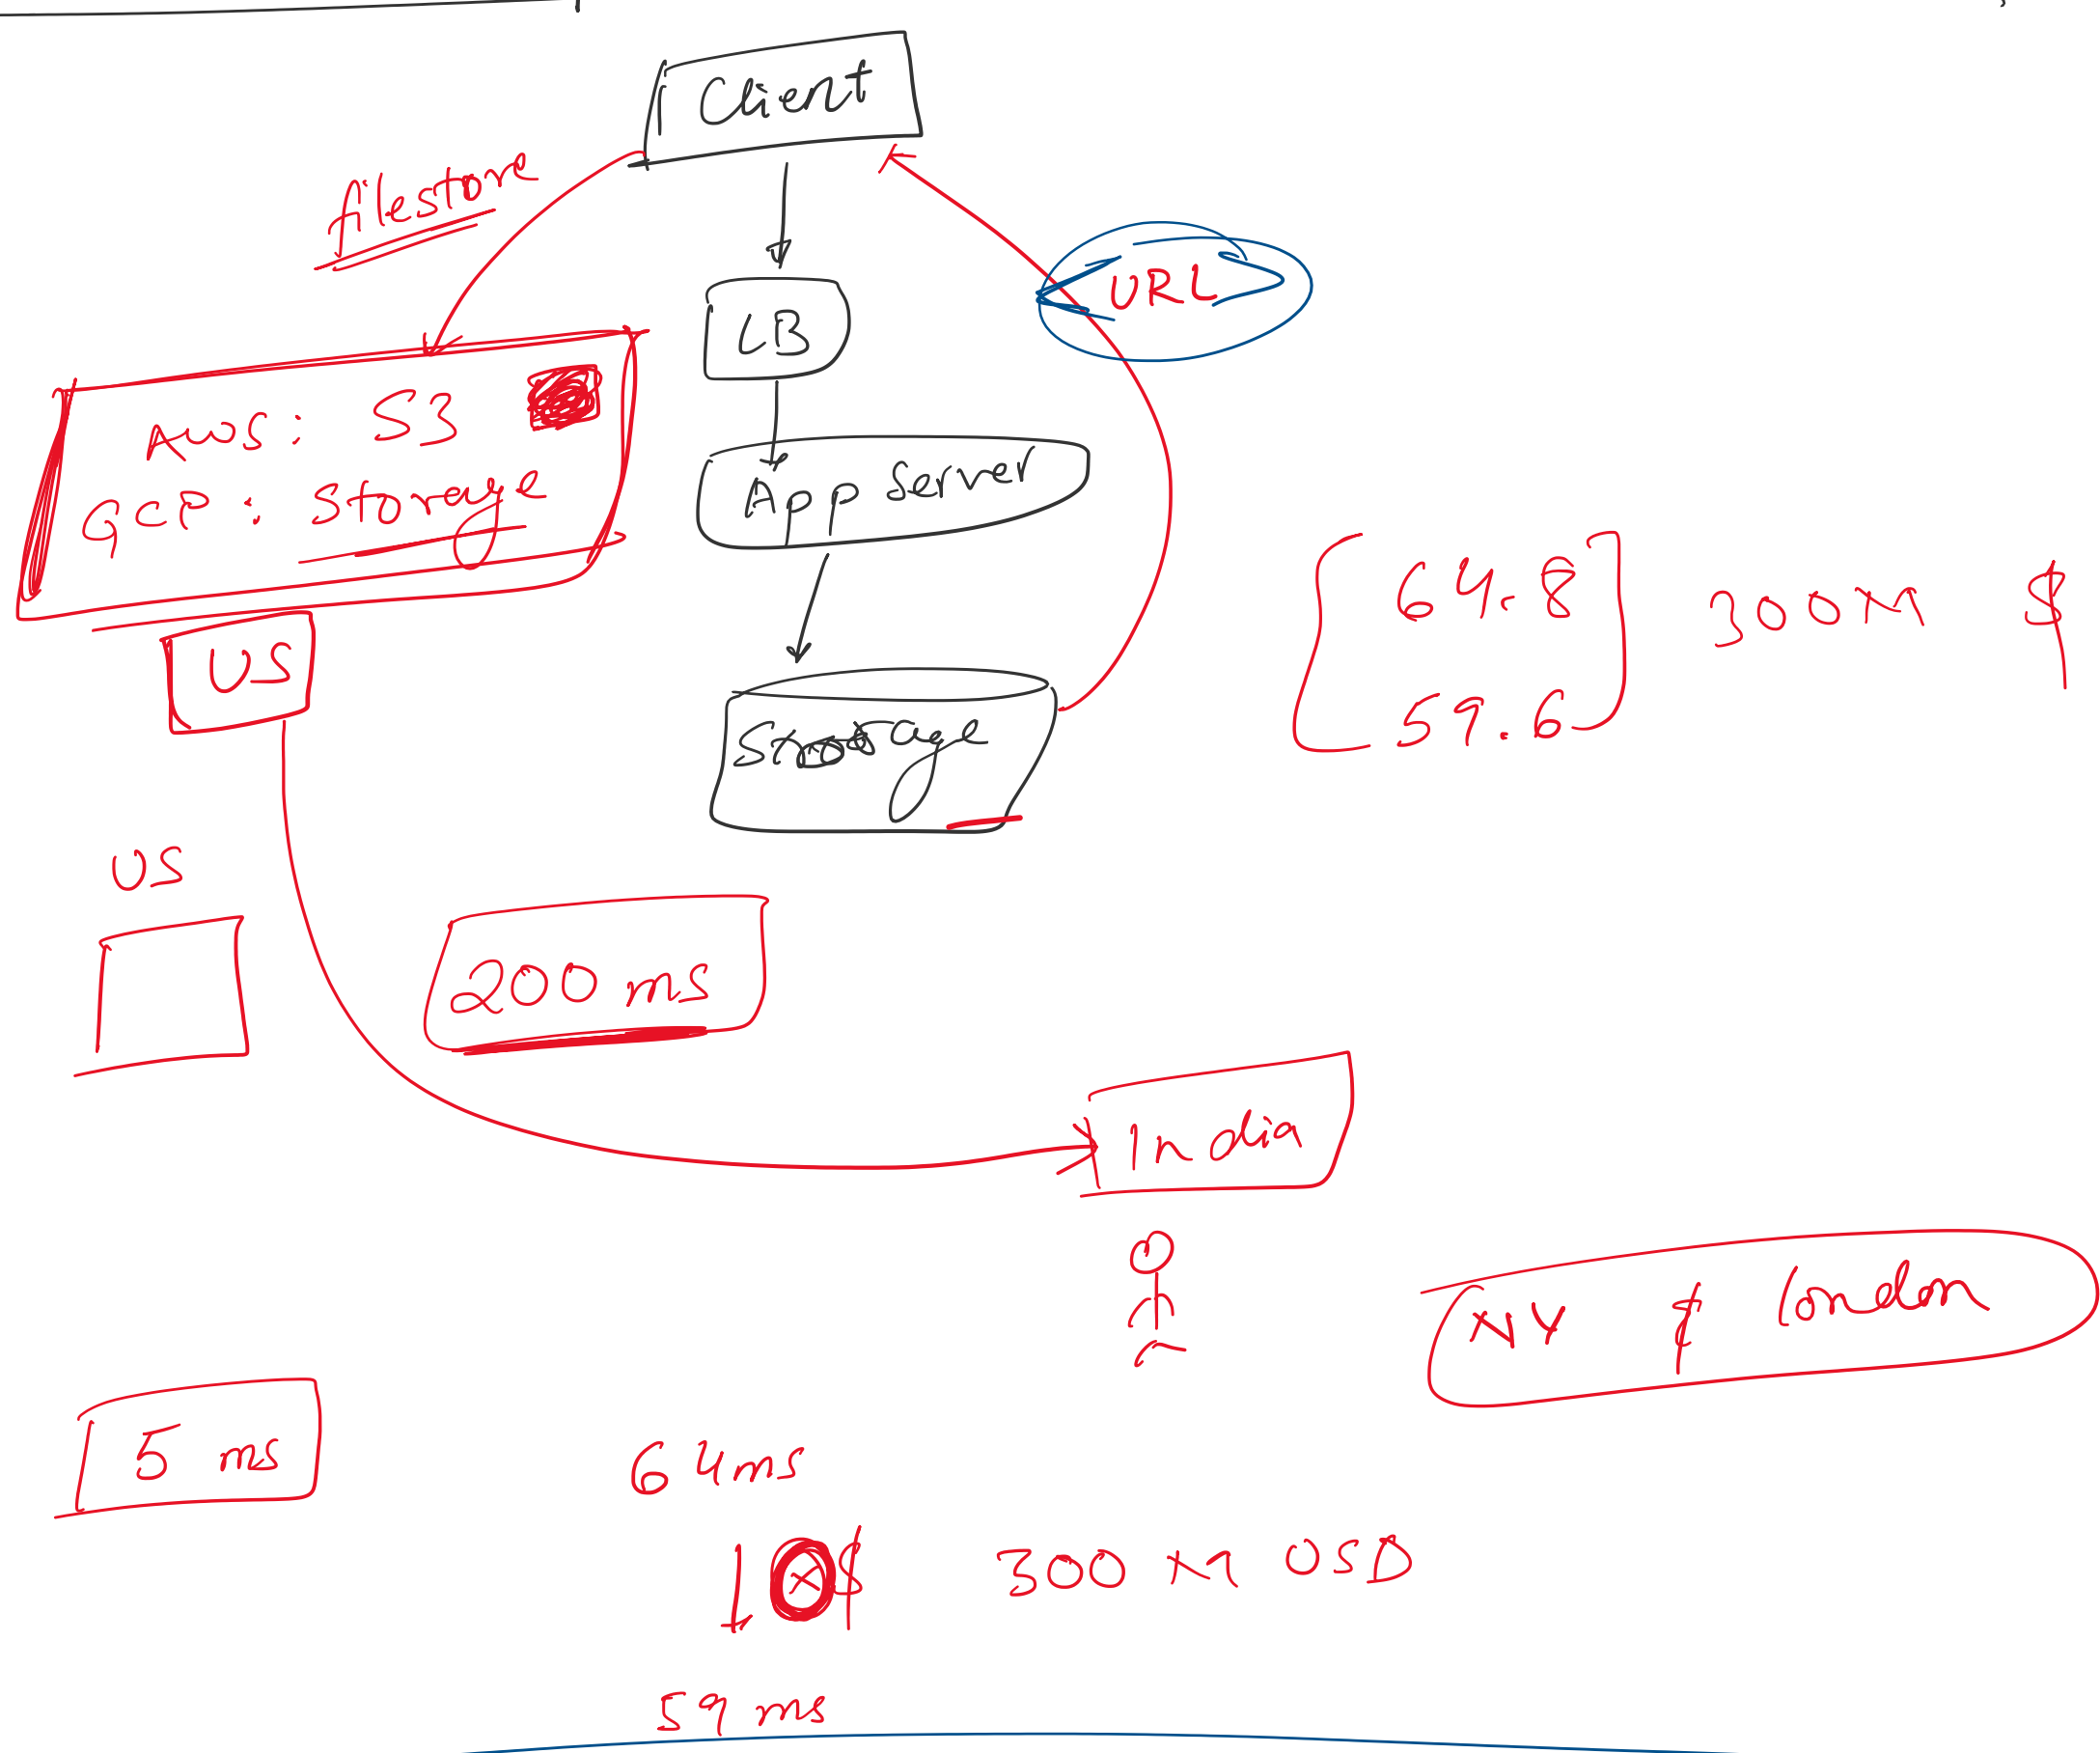 Client
filestore
URL
LB
AWS: S3
GCP: storage
App Server
64.8
300M $
59.6
US
Storage
US
200 ms
India
NY $ London
5 ms
64ms
300 M USD
59 ms